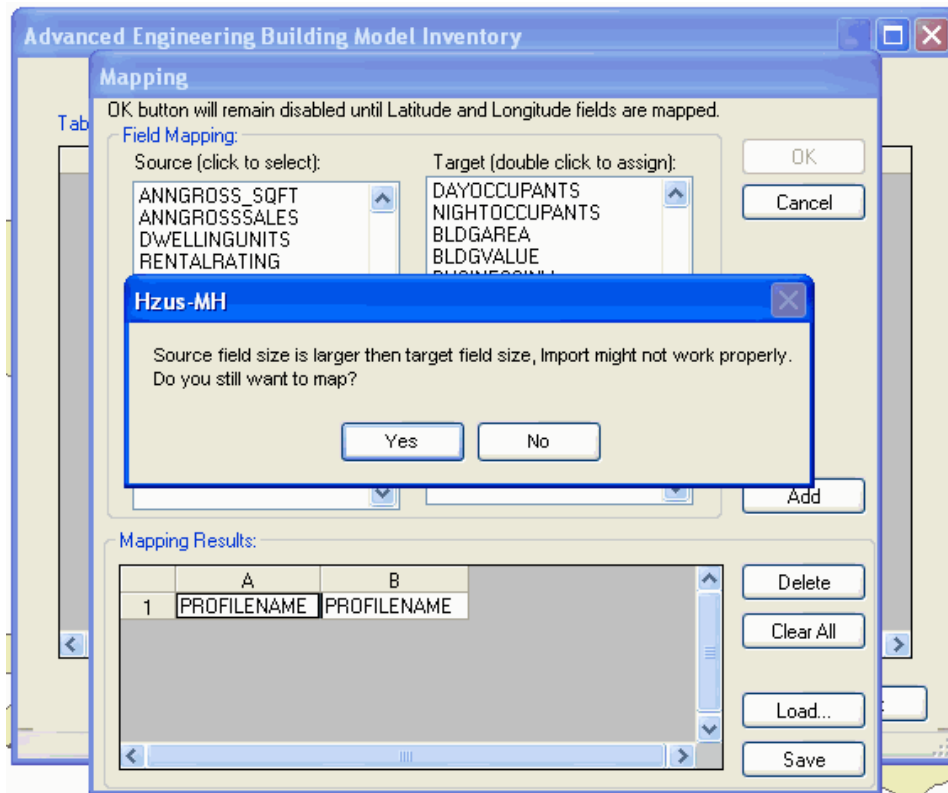 Advanced Engineering Building Model Inventory
Mapping
OK button will remain disabled until Latitude and Longitude fields are mapped.
Tab
Field Mapping:
Source (click to select):
Target (double click to assign):
OK
Cancel
ANNGROSS_SQFT
ANNGROSSSALES
DWELLINGUNITS
RENTALRATING
DAYOCCUPANTS
NIGHTOCCUPANTS
BLDGAREA
BLDGVALUE
Hzus-MH
Source field size is larger then target field size, Import might not work properly.
Do you still want to map?
Yes
No
Add
Mapping Results:
A B
1 PROFILENAME PROFILENAME
Delete
Clear All
Load...
Save